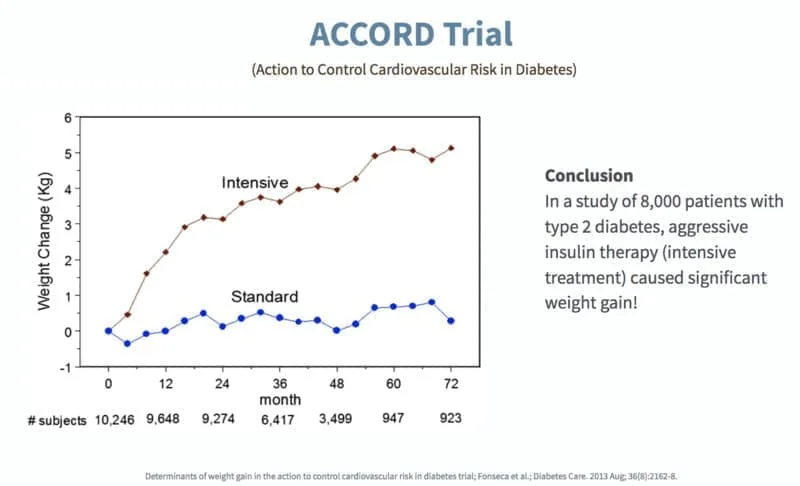 ACCORD Trial
(Action to Control Cardiovascular Risk in Diabetes)
6
5
4
3
2
1
0
-1
Weight Change (Kg)
Intensive
Standard
0 12 24 36 48 60 72
month
# subjects 10,246 9,648 9,274 6,417 3,499 947 923
Conclusion
In a study of 8,000 patients with
type 2 diabetes, aggressive
insulin therapy (intensive
treatment) caused significant
weight gain!
Determinants of weight gain in the action to control cardiovascular risk in diabetes trial; Fonseca et al.; Diabetes Care. 2013 Aug; 36(8):2162-8.